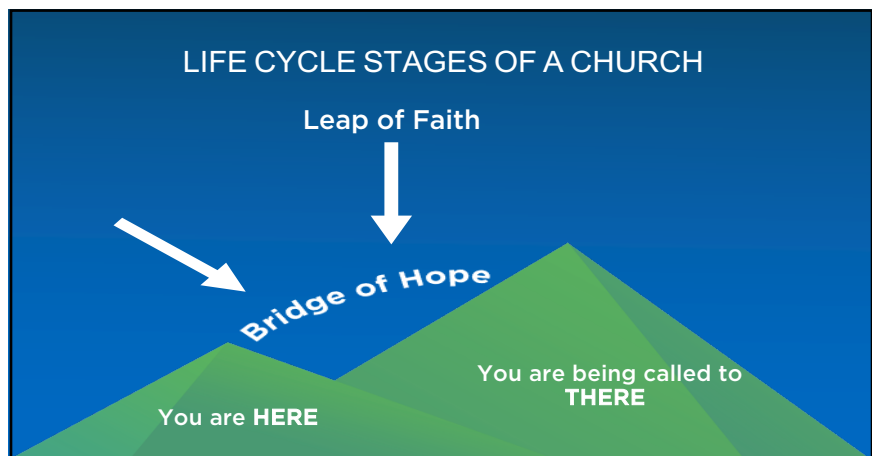 LIFE CYCLE STAGES OF A CHURCH
Leap of Faith
Bridge of Hope
You are being called to
THERE
You are HERE